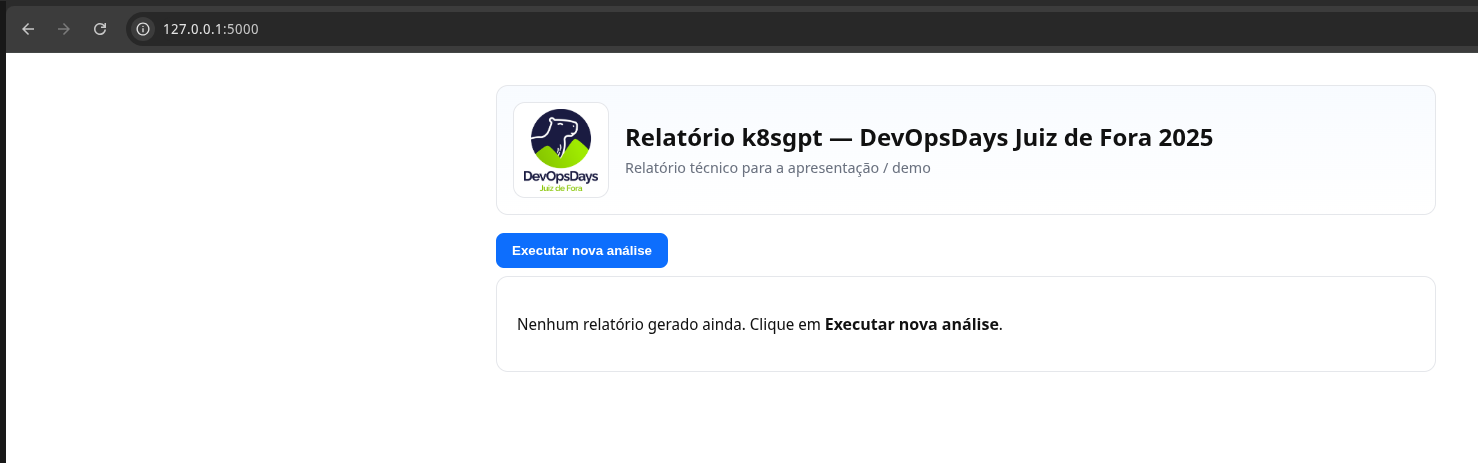 127.0.0.1:5000
DevOpsDays
Juiz de Fora
Relatório k8sgpt — DevOpsDays Juiz de Fora 2025
Relatório técnico para a apresentação / demo
Executar nova análise
Nenhum relatório gerado ainda. Clique em Executar nova análise.